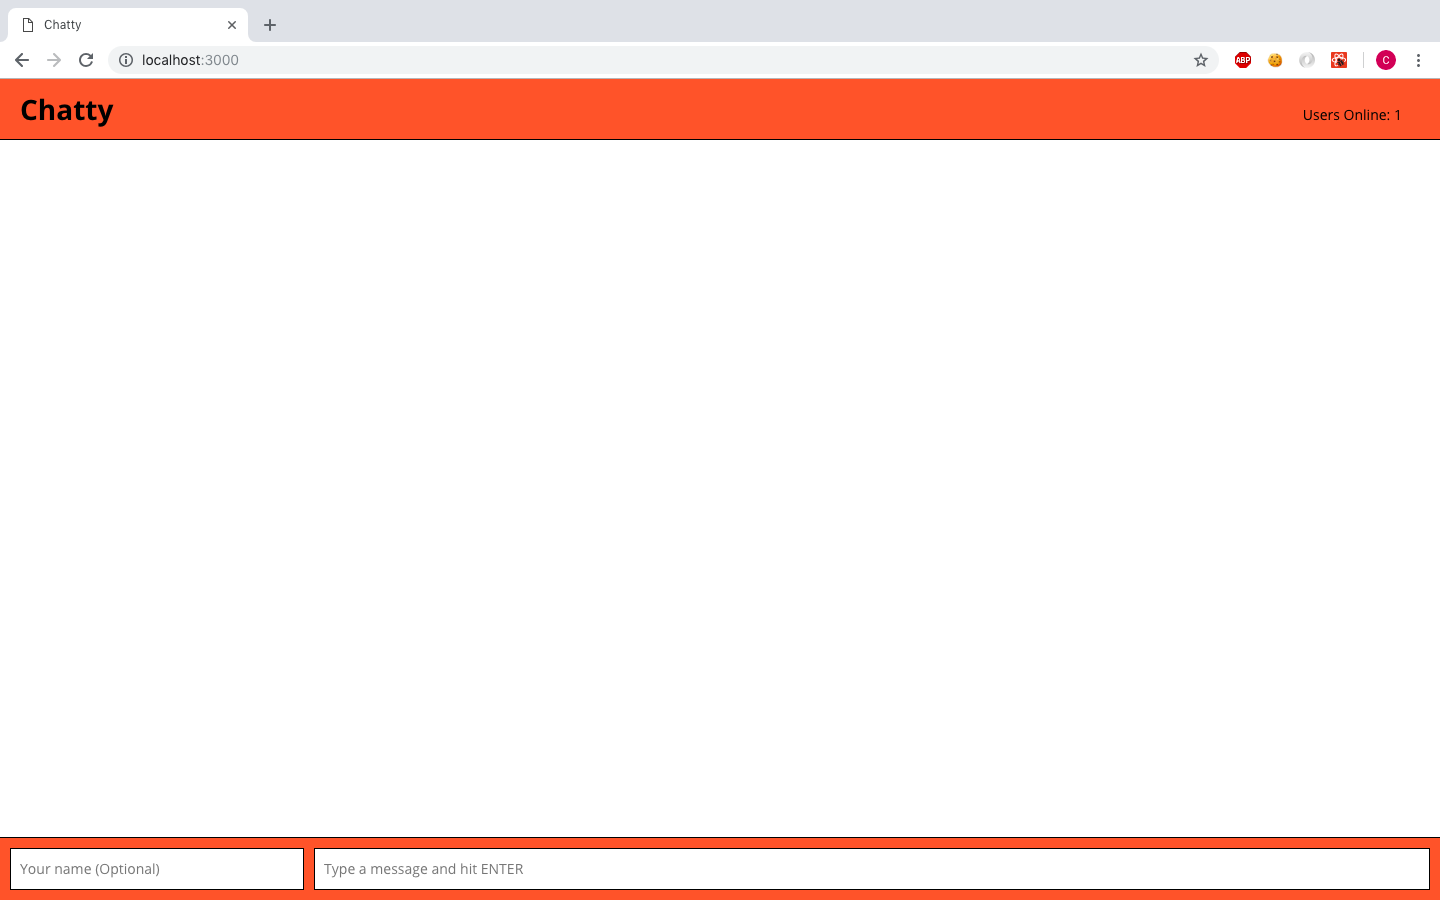 Chatty
localhost:3000
ABP
C
Chatty
Users Online: 1
Your name (Optional)
Type a message and hit ENTER